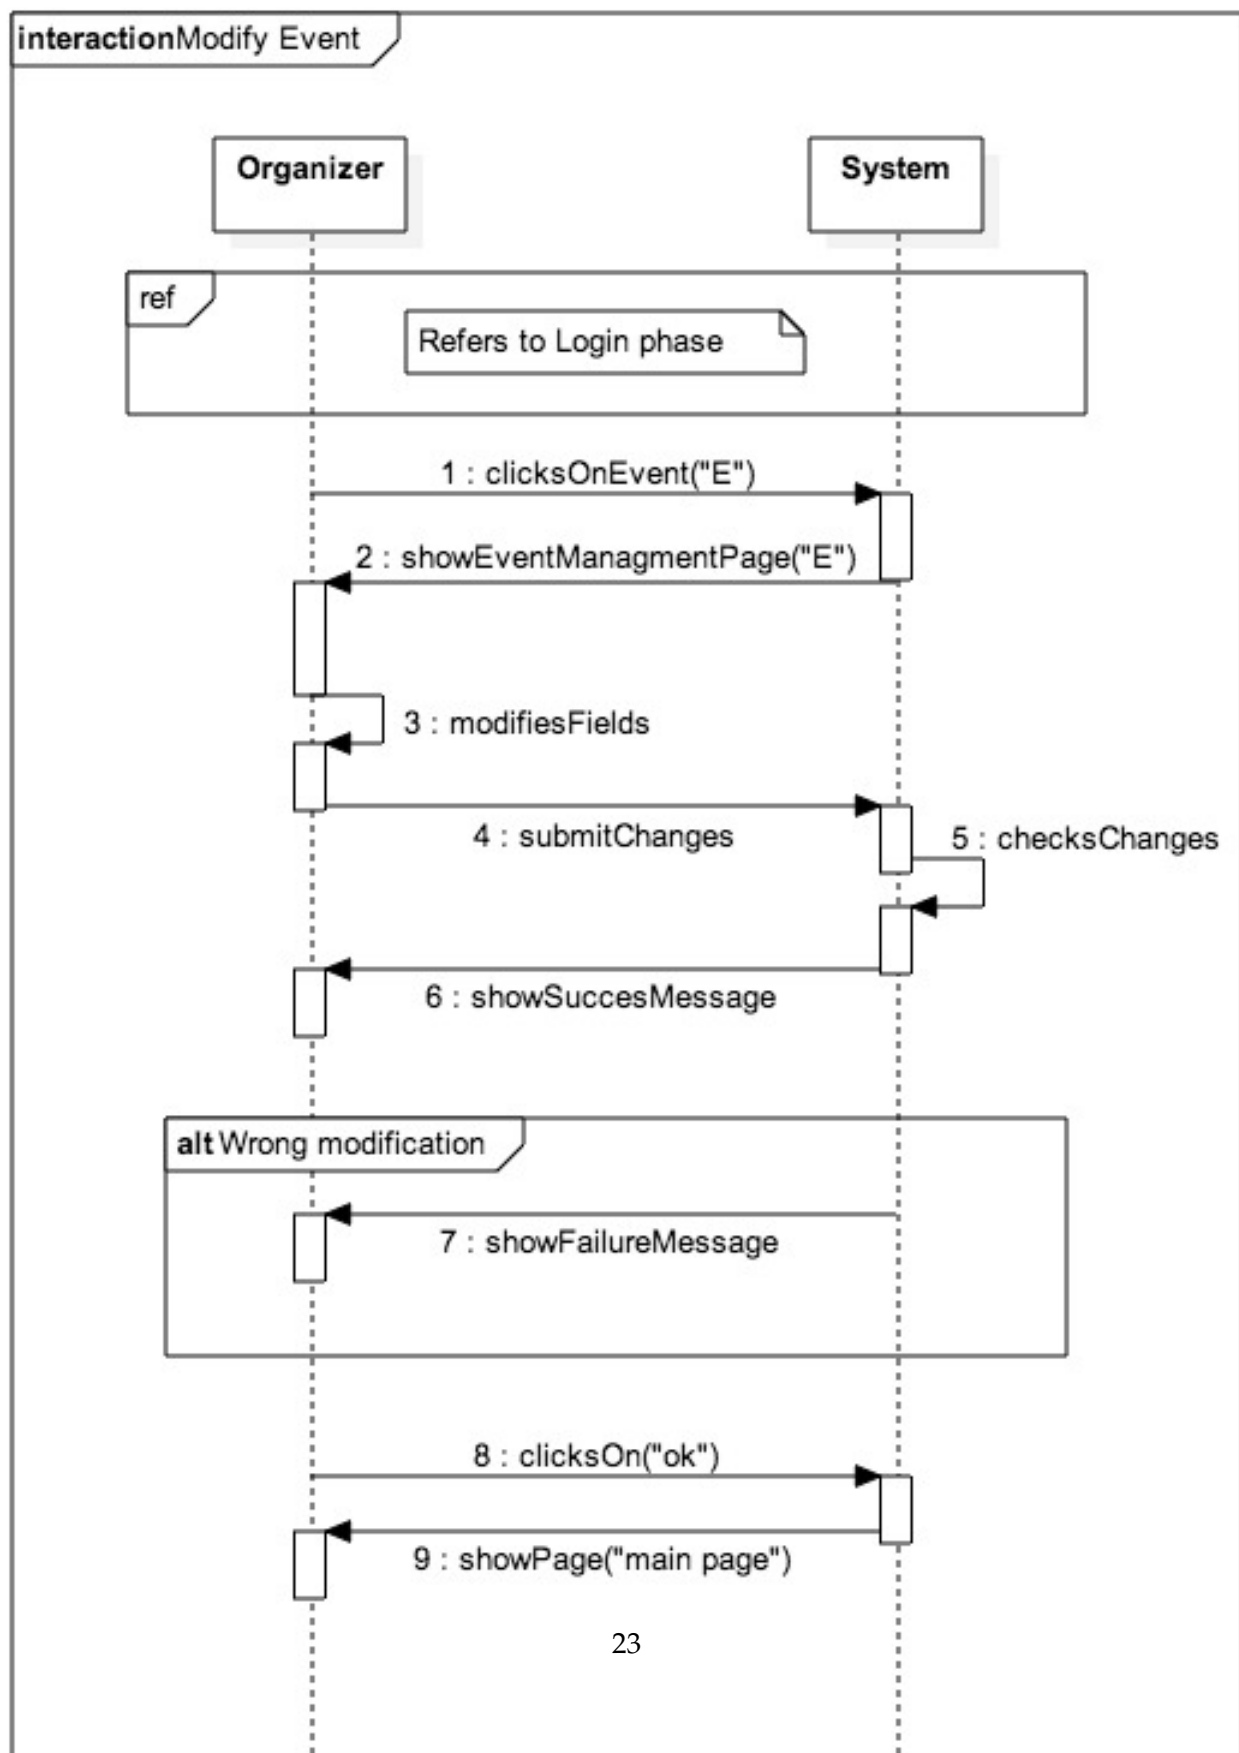 interactionModify Event
Organizer
System
ref
Refers to Login phase
1 : clicksOnEvent("E")
2 : showEventManagmentPage("E")
3 : modifiesFields
4 : submitChanges
5 : checksChanges
6 : showSuccesMessage
alt Wrong modification
7 : showFailureMessage
8 : clicksOn("ok")
9 : showPage("main page")
23